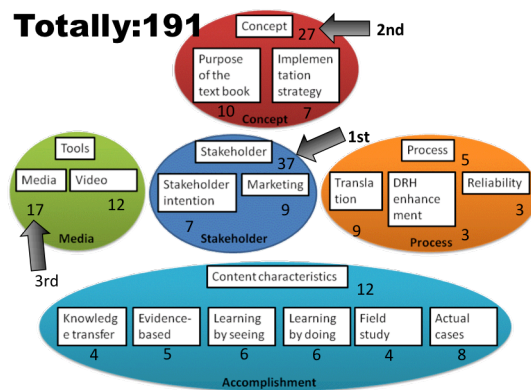 Totally:191
Concept
27
2nd
Purpose
of the
text book
Implemen
tation
strategy
10
7
Concept
1st
Tools
Media
Video
17
12
Media
3rd
Stakeholder
37
Stakeholder
intention
Marketing
7
9
Stakeholder
Process
5
Transla
tion
DRH
enhance
ment
Reliability
9
3
3
Process
Content characteristics
12
Knowledg
e transfer
Evidence-
based
Learning
by seeing
Learning
by doing
Field
study
Actual
cases
4
5
6
6
4
8
Accomplishment